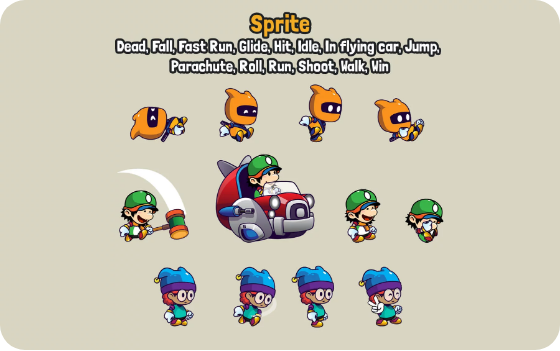 Sprite
Dead, Fall, Fast Run, Glide, Hit, Idle, In flying car, Jump,
Parachute, Roll, Run, Shoot, Walk, Win